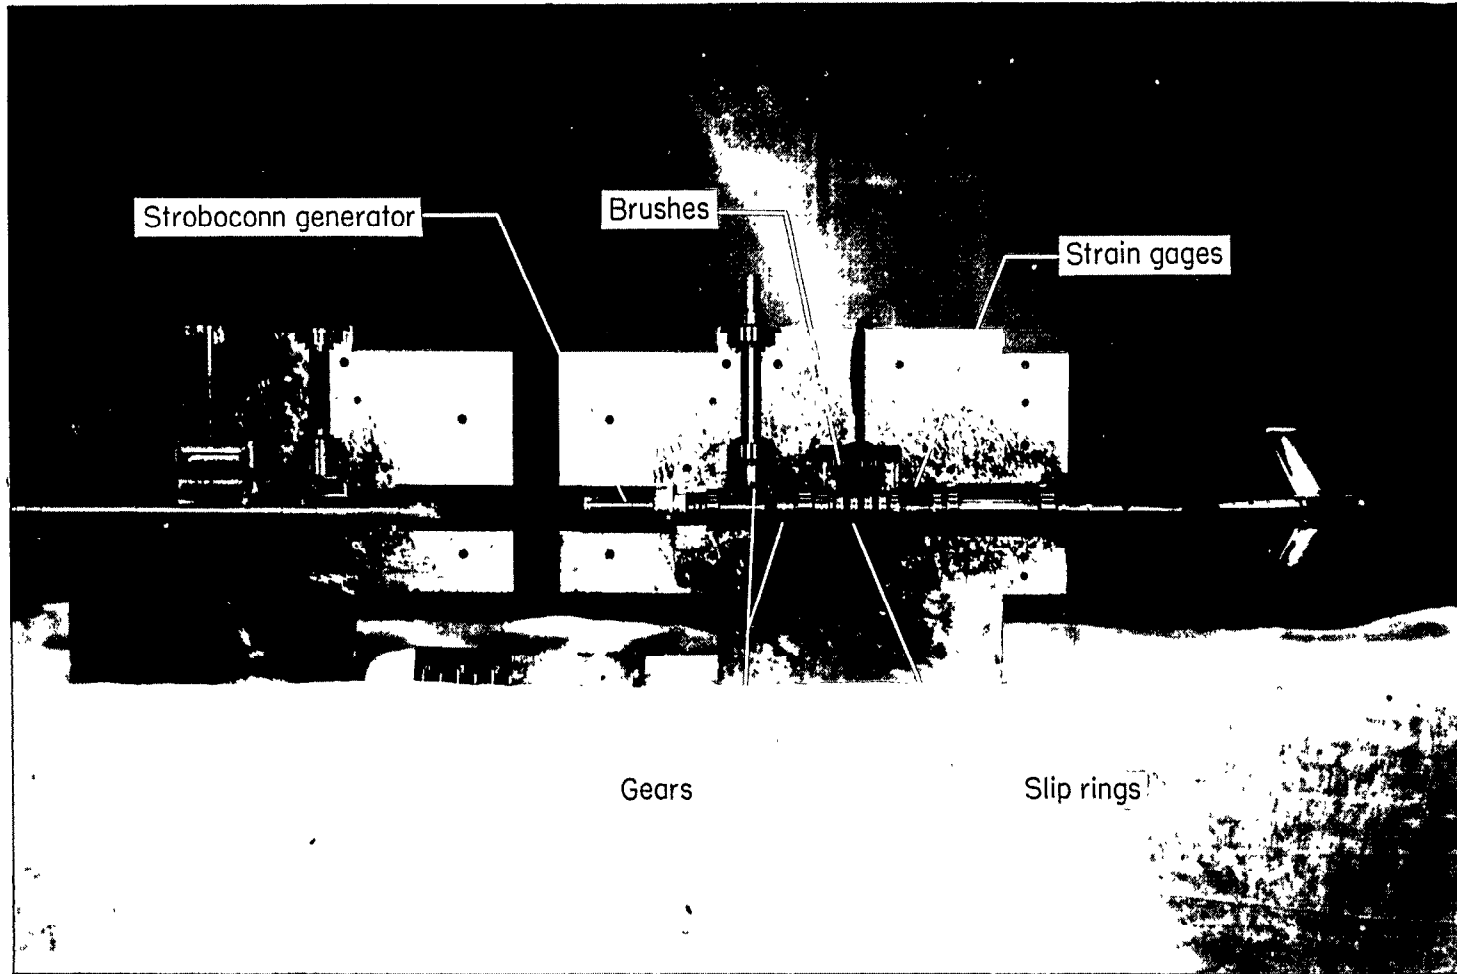 Stroboconn generator
Brushes
Strain gages
Gears
Slip rings